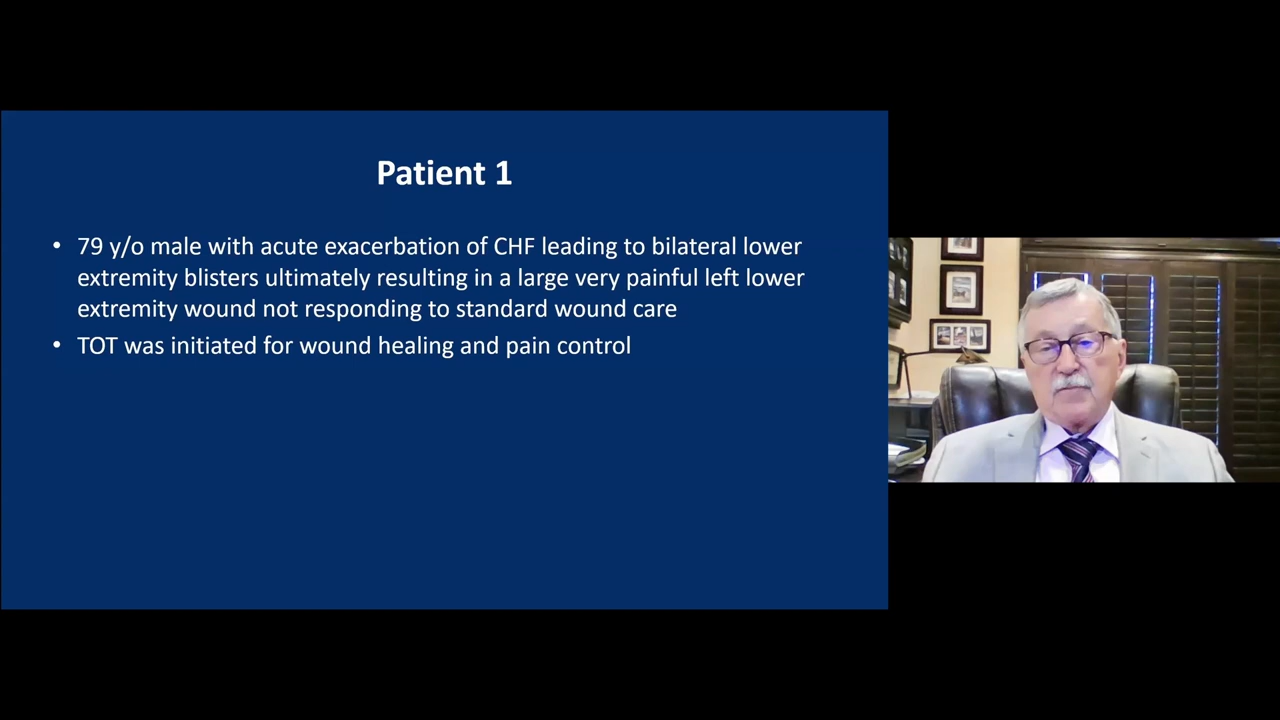 Patient 1
• 79 y/o male with acute exacerbation of CHF leading to bilateral lower
extremity blisters ultimately resulting in a large very painful left lower
extremity wound not responding to standard wound care
• TOT was initiated for wound healing and pain control